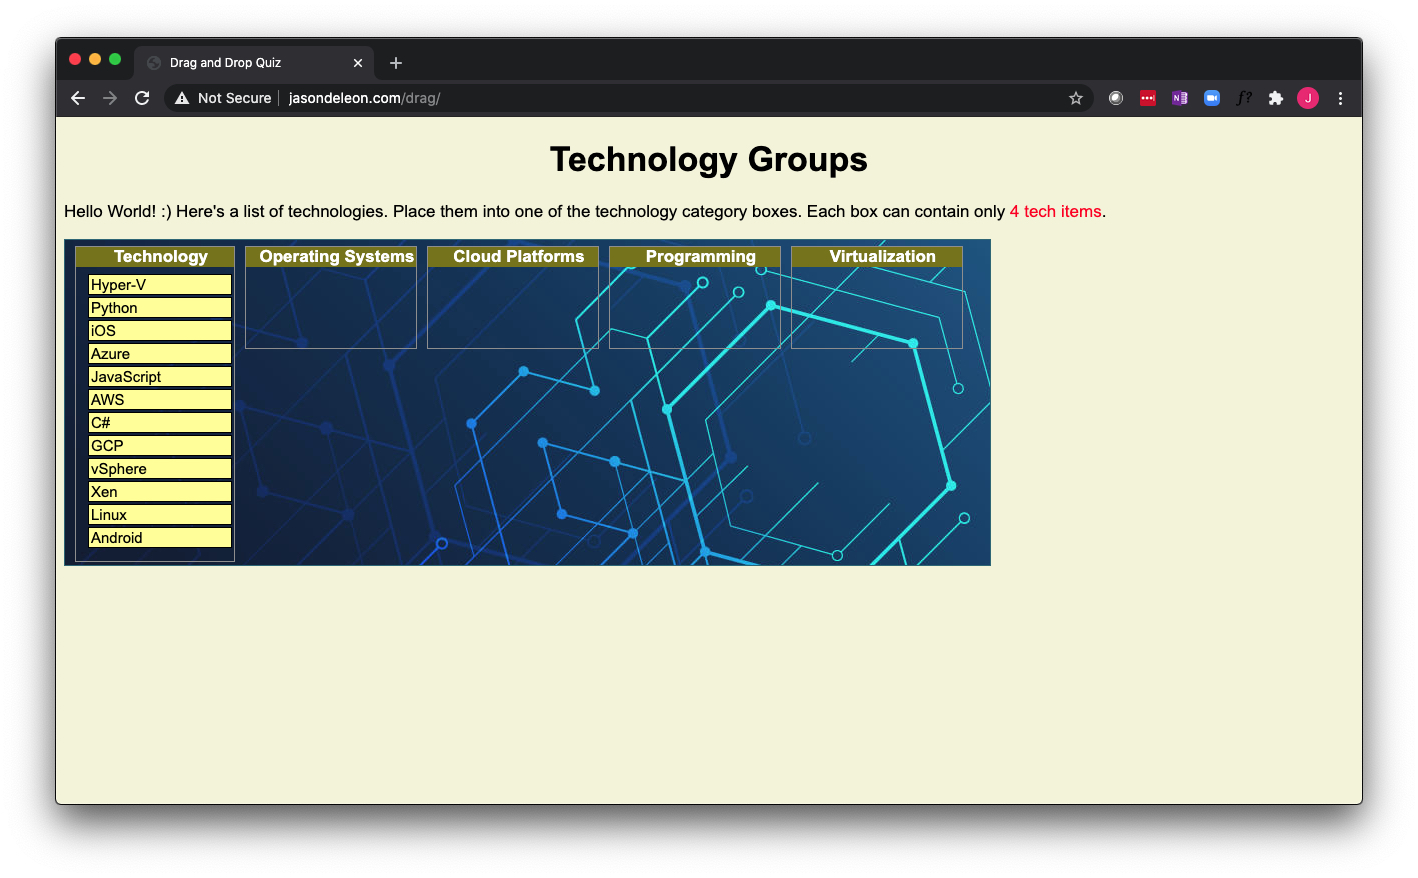 Drag and Drop Quiz
Not Secure jasondeleon.com/drag/
N
f?
J
Technology Groups
Hello World! :) Here's a list of technologies. Place them into one of the technology category boxes. Each box can contain only 4 tech items.
Technology Operating Systems Cloud Platforms Programming Virtualization
Hyper-V
Python
iOS
Azure
JavaScript
AWS
C#
GCP
vSphere
Xen
Linux
Android